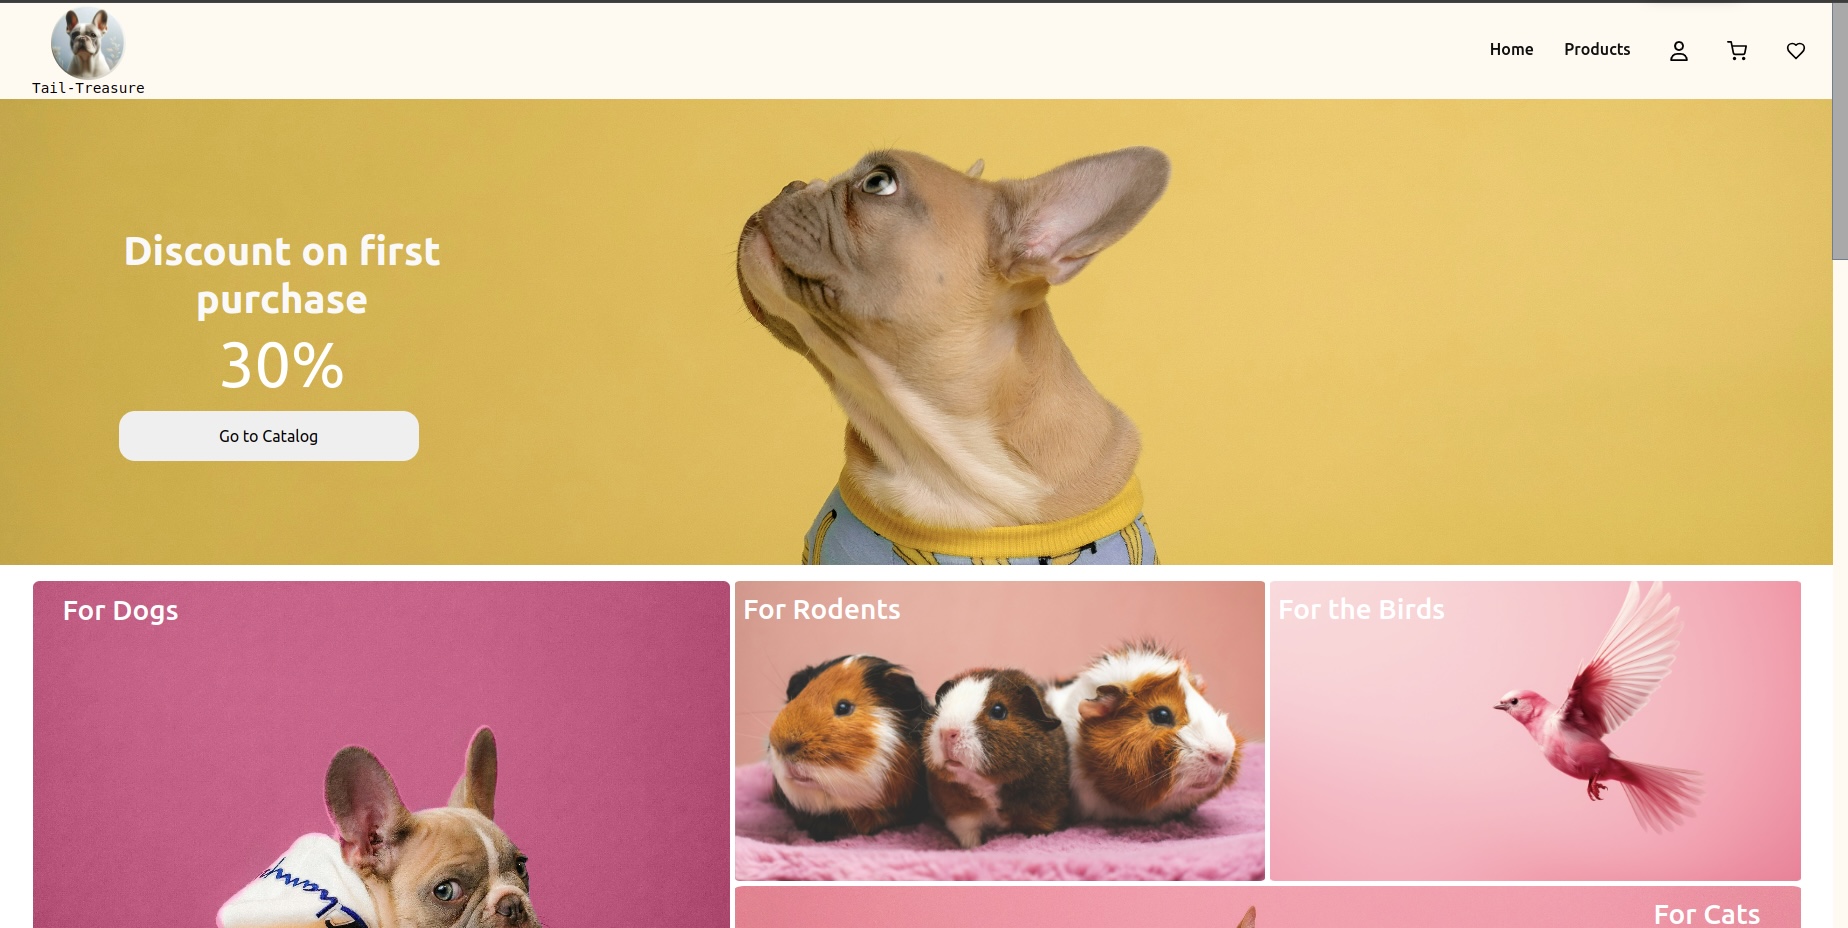 Tail-Treasure
Home
Products
Discount on first
purchase
30%
Go to Catalog
For Dogs
For Rodents
For the Birds
For Cats